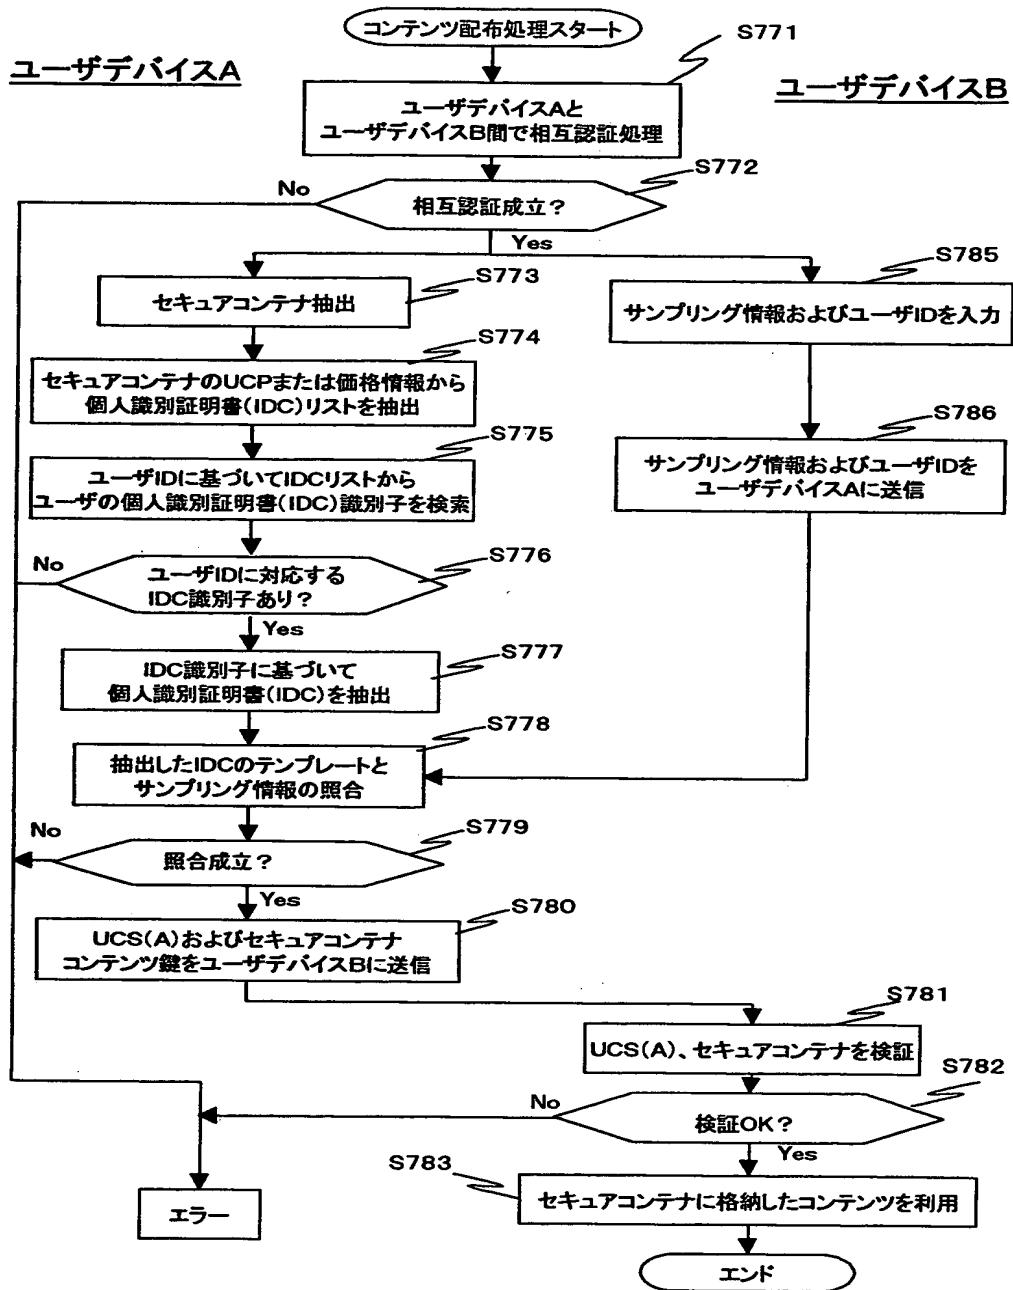 コンテンツ配布処理スタート
S771
ユーザデバイスA
ユーザデバイスB
ユーザデバイスAと
ユーザデバイスB間で相互認証処理
S772
No
相互認証成立？
Yes
S773
S785
セキュアコンテナ抽出
サンプリング情報およびユーザIDを入力
S774
セキュアコンテナのUCPまたは価格情報から
個人識別証明書(IDC)リストを抽出
S775
S786
ユーザIDに基づいてIDCリストから
ユーザの個人識別証明書(IDC)識別子を検索
サンプリング情報およびユーザIDを
ユーザデバイスAに送信
S776
No
ユーザIDに対応する
IDC識別子あり？
Yes
S777
IDC識別子に基づいて
個人識別証明書(IDC)を抽出
S778
抽出したIDCのテンプレートと
サンプリング情報の照合
S779
No
照合成立？
Yes
S780
UCS(A)およびセキュアコンテナ
コンテンツ鍵をユーザデバイスBに送信
S781
UCS(A)、セキュアコンテナを検証
S782
No
検証OK？
Yes
S783
セキュアコンテナに格納したコンテンツを利用
エラー
エンド